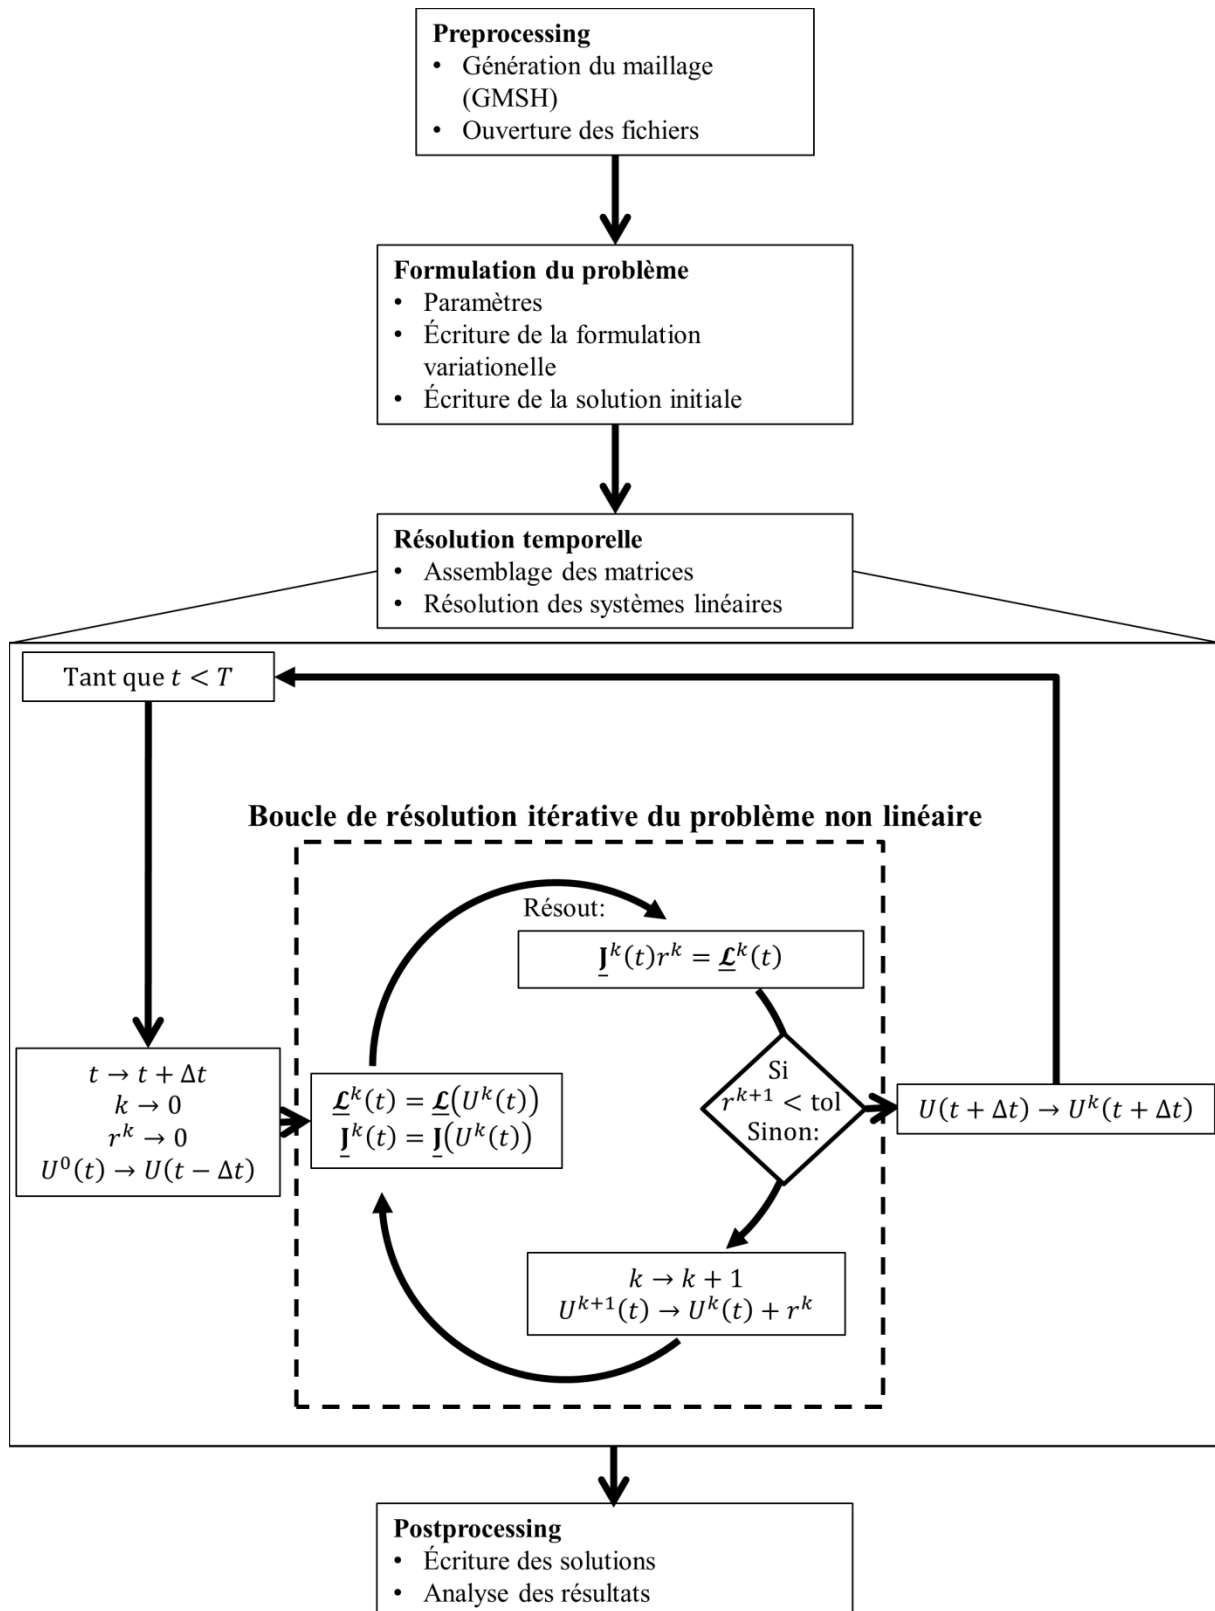 Preprocessing
• Génération du maillage
(GMSH)
• Ouverture des fichiers
Formulation du problème
• Paramètres
• Écriture de la formulation
variationelle
• Écriture de la solution initiale
Résolution temporelle
• Assemblage des matrices
• Résolution des systèmes linéaires
Tant que t < T
Boucle de résolution itérative du problème non linéaire
Résout:
J̲^k(t)r^k = ℒ̲^k(t)
t → t + Δt
k → 0
r^k → 0
U^0(t) → U(t − Δt)
ℒ̲^k(t) = ℒ̲(U^k(t))
J̲^k(t) = J̲(U^k(t))
Si
r^{k+1} < tol
Sinon:
U(t + Δt) → U^k(t + Δt)
k → k + 1
U^{k+1}(t) → U^k(t) + r^k
Postprocessing
• Écriture des solutions
• Analyse des résultats